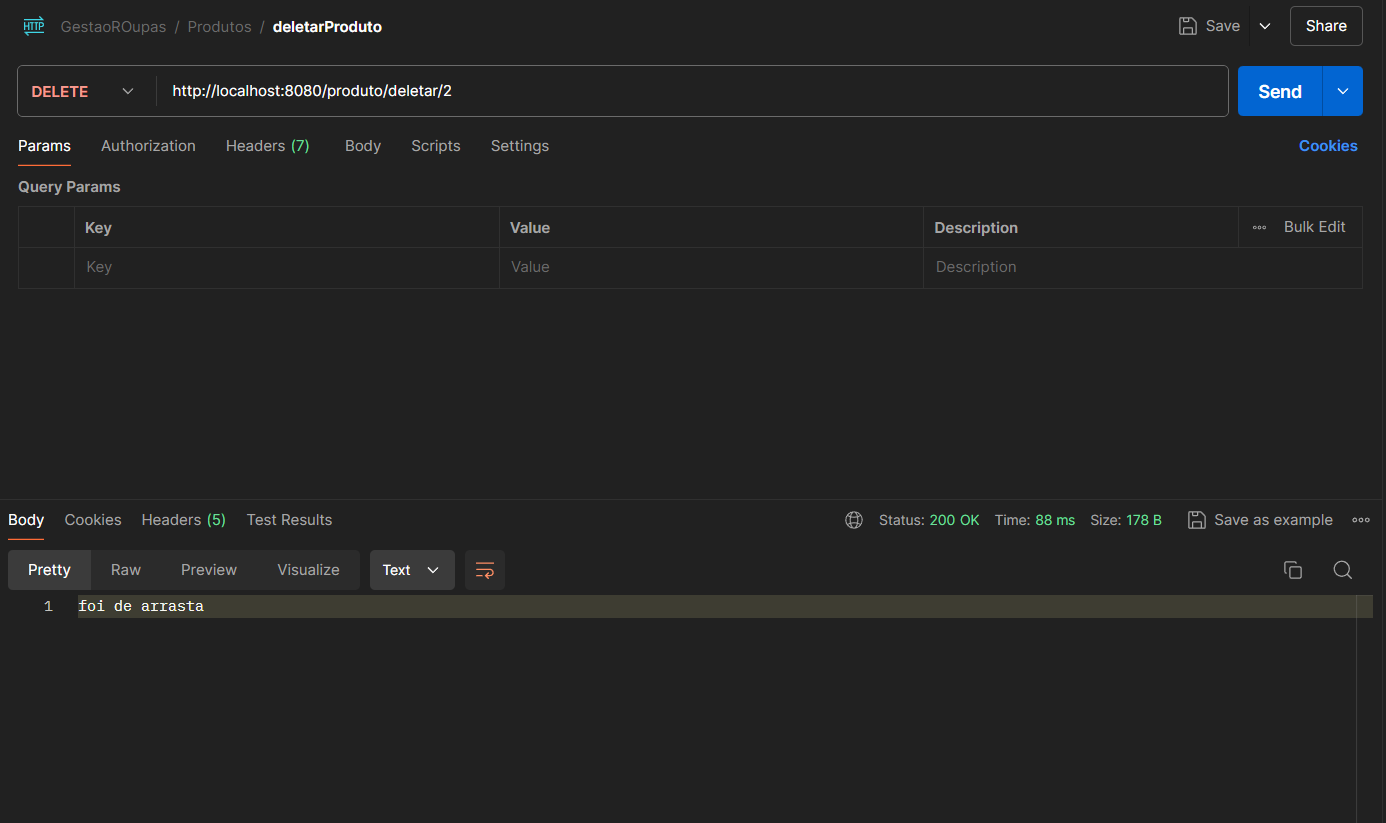 HTTP GestaoROupas / Produtos / deletarProduto Save Share
DELETE http://localhost:8080/produto/deletar/2 Send
Params Authorization Headers (7) Body Scripts Settings Cookies
Query Params
Key Value Description Bulk Edit
Key Value Description
Body Cookies Headers (5) Test Results Status: 200 OK Time: 88 ms Size: 178 B Save as example
Pretty Raw Preview Visualize Text
1 foi de arrasta